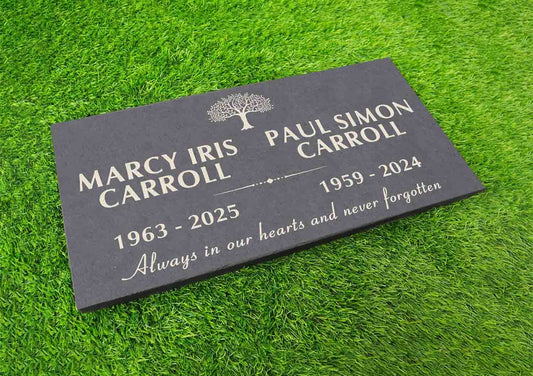 MARCY IRIS
CARROLL
1963 - 2025
PAUL SIMON
CARROLL
1959 - 2024
Always in our hearts and never forgotten